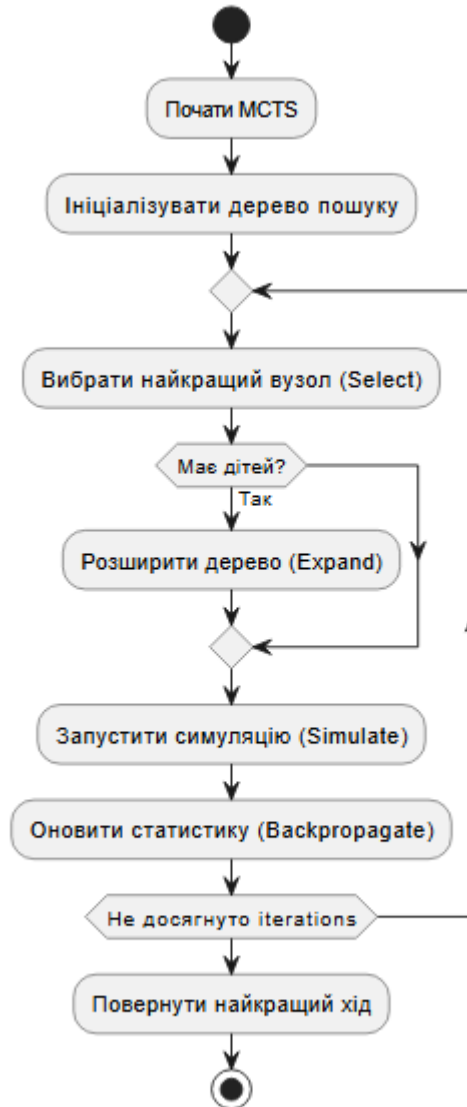 Почати MCTS
Ініціалізувати дерево пошуку
Вибрати найкращий вузол (Select)
Має дітей?
Так
Розширити дерево (Expand)
Запустити симуляцію (Simulate)
Оновити статистику (Backpropagate)
Не досягнуто iterations
Повернути найкращий хід